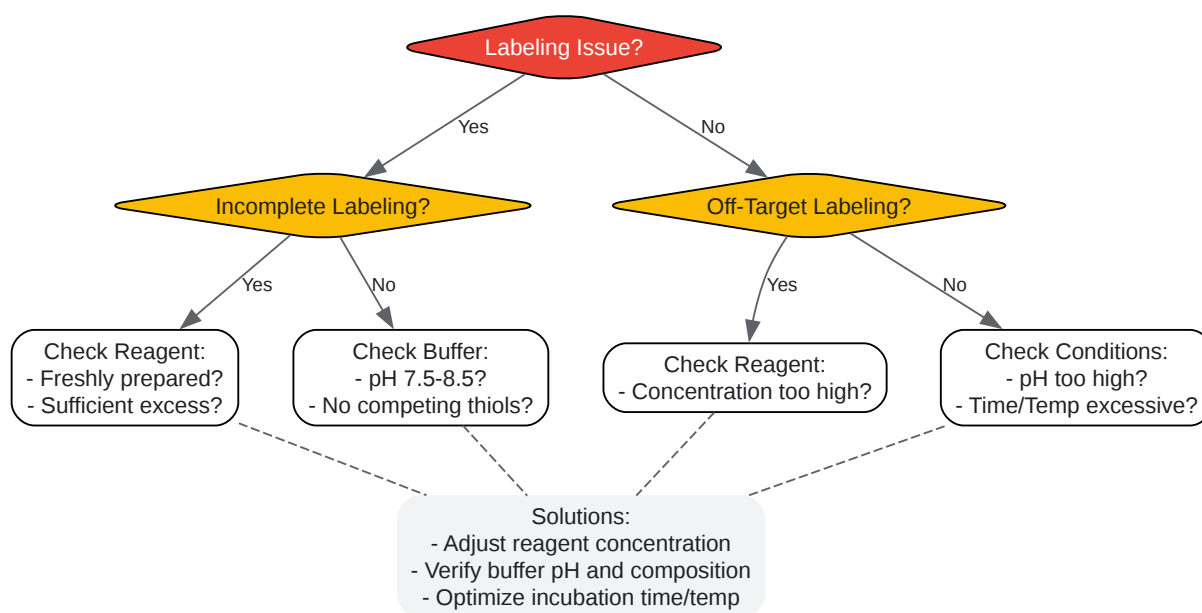 Labeling Issue?
Yes
No
Incomplete Labeling?
Off-Target Labeling?
Yes
No
Yes
No
Check Reagent:
- Freshly prepared?
- Sufficient excess?
Check Buffer:
- pH 7.5-8.5?
- No competing thiols?
Check Reagent:
- Concentration too high?
Check Conditions:
- pH too high?
- Time/Temp excessive?
Solutions:
- Adjust reagent concentration
- Verify buffer pH and composition
- Optimize incubation time/temp